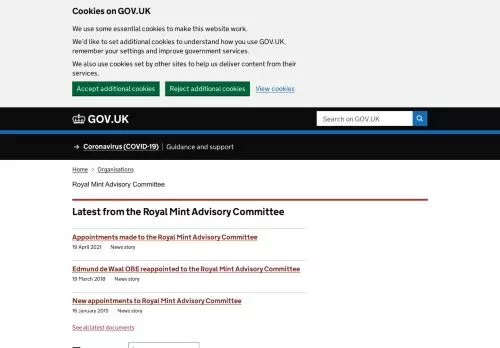 Cookies on GOV.UK
We use some essential cookies to make this website work.
We'd like to set additional cookies to understand how you use GOV.UK,
remember your settings and improve government services.
We also use cookies set by other sites to help us deliver content from their
services.
Accept additional cookies Reject additional cookies View cookies
GOV.UK Search on GOV.UK
→ Coronavirus (COVID-19) Guidance and support
Home > Organisations
Royal Mint Advisory Committee
Latest from the Royal Mint Advisory Committee
Appointments made to the Royal Mint Advisory Committee
19 April 2021 News story
Edmund de Waal OBE reappointed to the Royal Mint Advisory Committee
19 March 2018 News story
New appointments to Royal Mint Advisory Committee
16 January 2015 News story
See all latest documents